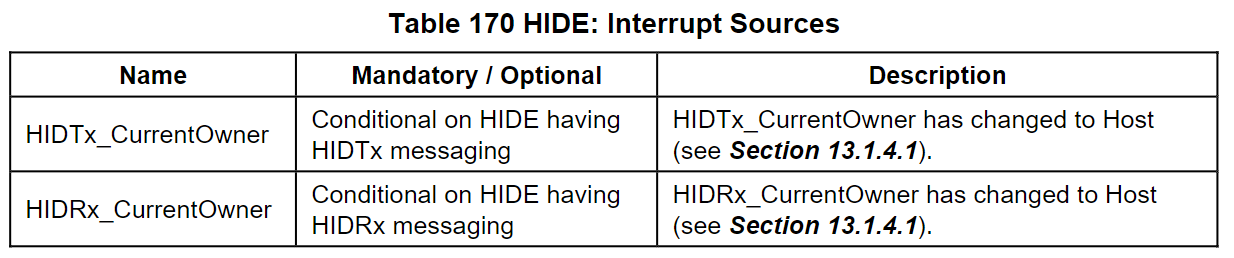 Table 170 HIDE: Interrupt Sources
Name Mandatory / Optional Description
HIDTx_CurrentOwner
Conditional on HIDE having
HIDTx messaging
HIDTx_CurrentOwner has changed to Host
(see Section 13.1.4.1).
HIDRx_CurrentOwner
Conditional on HIDE having
HIDRx messaging
HIDRx_CurrentOwner has changed to Host
(see Section 13.1.4.1).